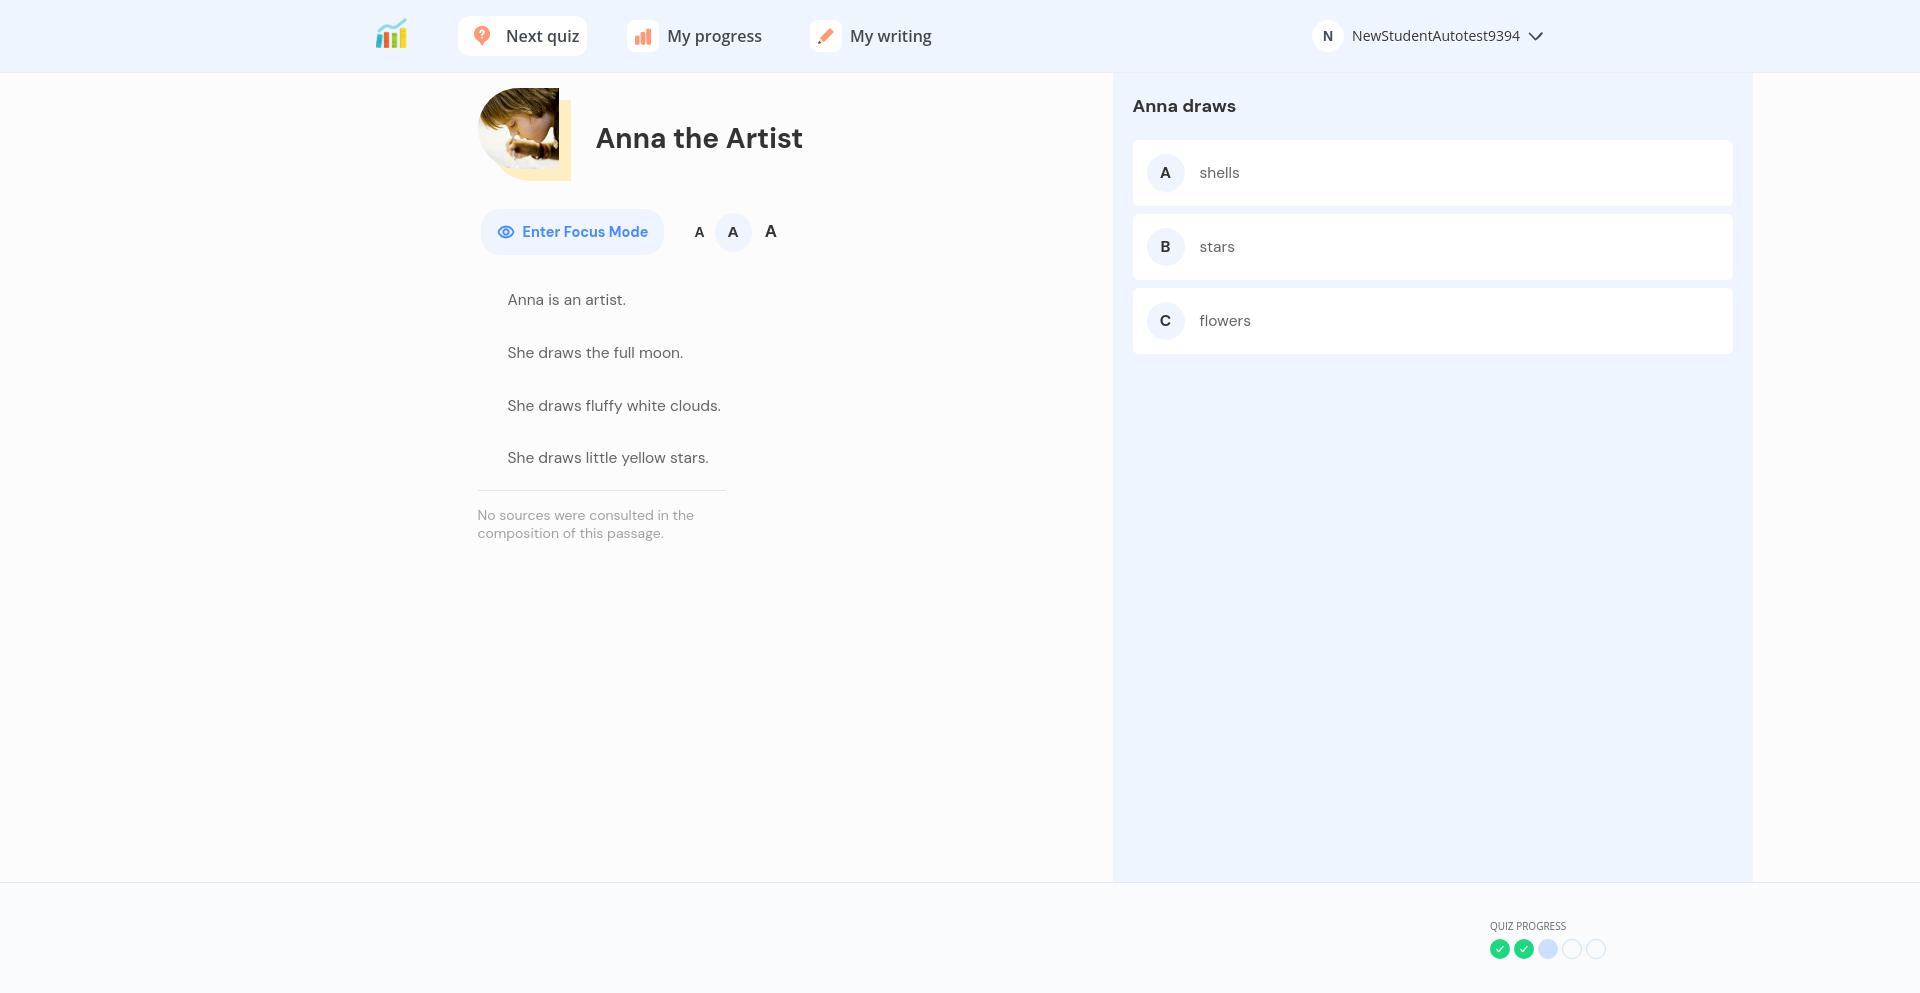 Next quiz
My progress
My writing
N
NewStudentAutotest9394
Anna the Artist
Enter Focus Mode
A A A
Anna is an artist.
She draws the full moon.
She draws fluffy white clouds.
She draws little yellow stars.
No sources were consulted in the
composition of this passage.
Anna draws
A shells
B stars
C flowers
QUIZ PROGRESS